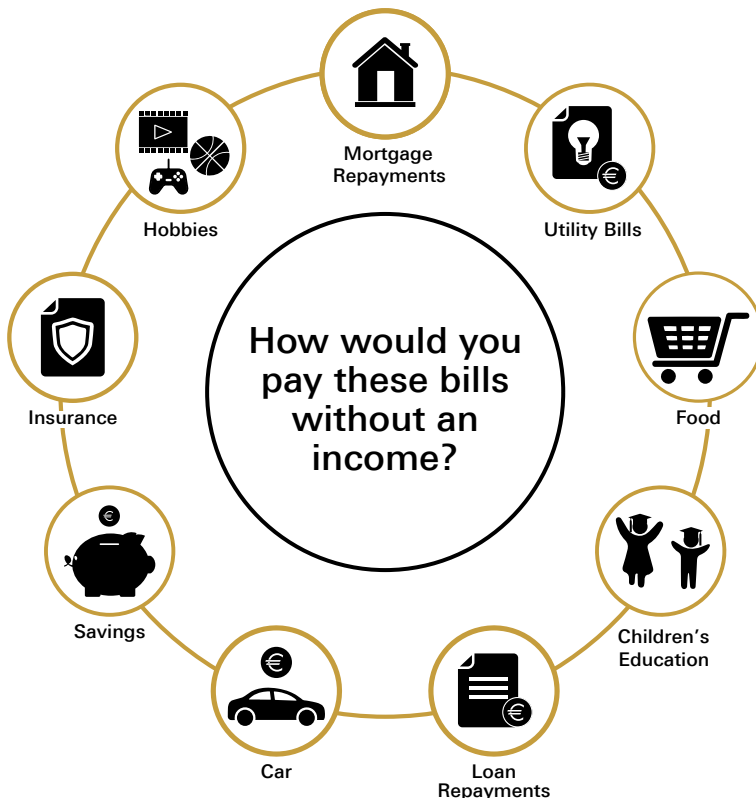 Mortgage
Repayments
Utility Bills
€
Food
Children's
Education
Loan
Repayments
€
Car
€
Savings
€
Insurance
Hobbies
How would you
pay these bills
without an
income?